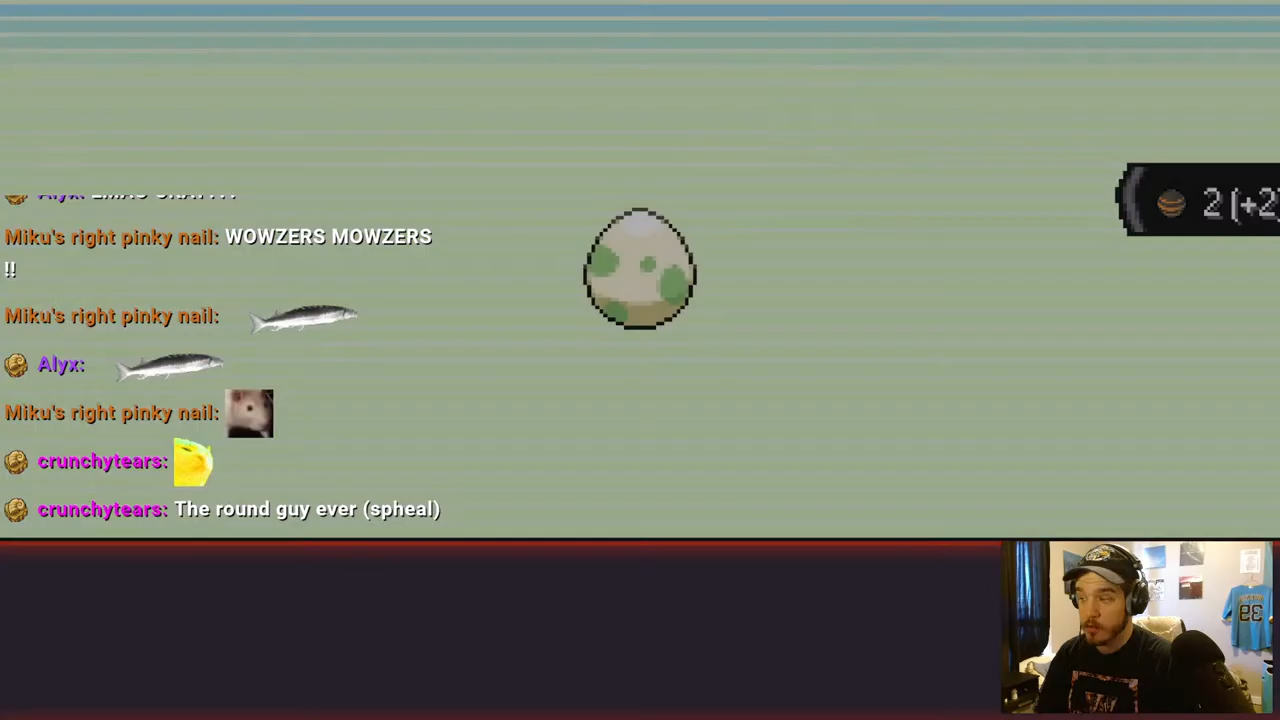 Alyx:
Miku's right pinky nail: WOWZERS MOWZERS
!!
Miku's right pinky nail:
Alyx:
Miku's right pinky nail:
crunchytears:
crunchytears: The round guy ever (spheal)
2 (+2